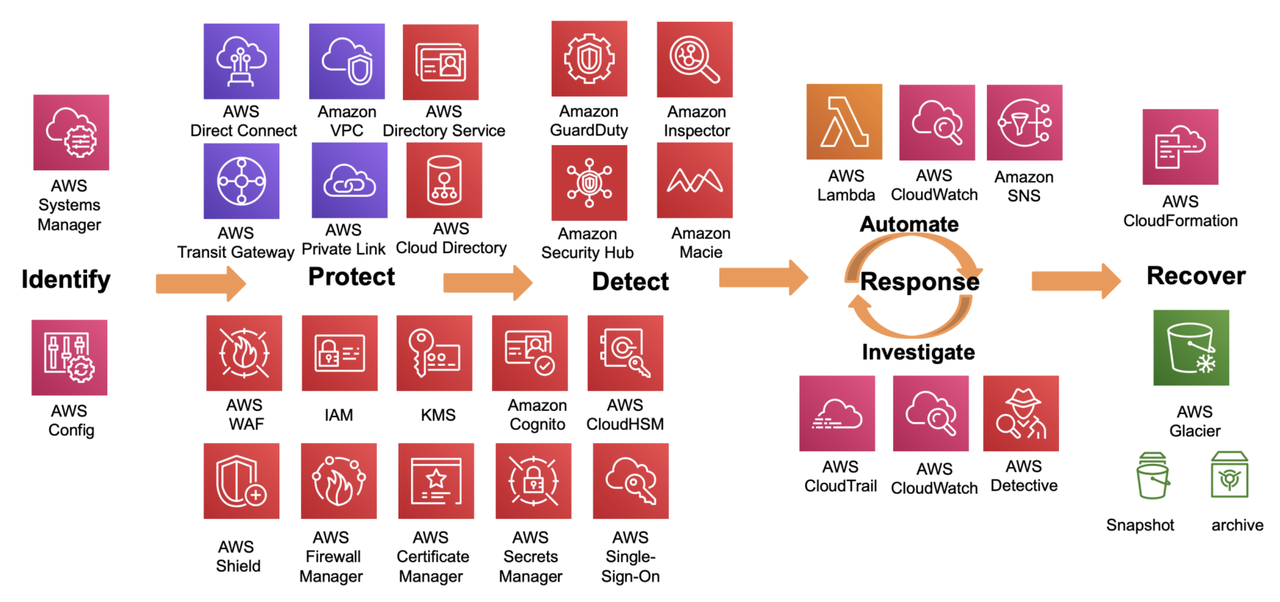 AWS
Systems
Manager
Identify
AWS
Config
AWS
Direct Connect
Amazon
VPC
AWS
Directory Service
AWS
Transit Gateway
AWS
Private Link
AWS
Cloud Directory
Protect
AWS
WAF
IAM
KMS
Amazon
Cognito
AWS
CloudHSM
AWS
Shield
AWS
Firewall
Manager
AWS
Certificate
Manager
AWS
Secrets
Manager
AWS
Single-
Sign-On
Amazon
GuardDuty
Amazon
Inspector
Amazon
Security Hub
Amazon
Macie
Detect
AWS
Lambda
AWS
CloudWatch
Amazon
SNS
Automate
Response
Investigate
AWS
CloudTrail
AWS
CloudWatch
AWS
Detective
AWS
CloudFormation
Recover
AWS
Glacier
Snapshot
archive